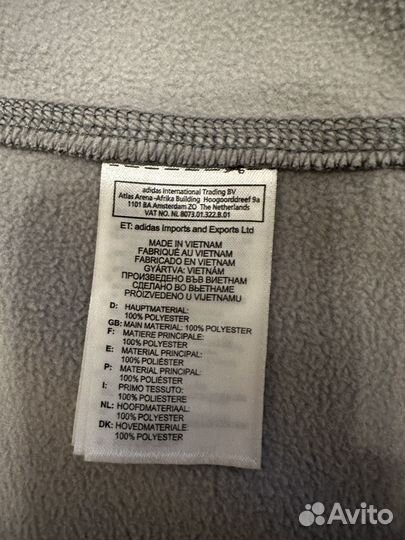 adidas International Trading BV
Atlas Arena -Afrika Building Hoogoorddreef 9a
1101 BA Amsterdam ZO The Netherlands
VAT NO. NL 8073.01.322.B.01
ET: adidas Imports and Exports Ltd
MADE IN VIETNAM
FABRIQUÉ AU VIETNAM
FABRICADO EN VIETNAM
GYÁRTVA: VIETNAM
ПРОИЗВЕДЕНО ВЪВ ВИЕТНАМ
СДЕЛАНО ВО ВЬЕТНАМЕ
PROIZVEDENO U VIJETNAMU
D: HAUPTMATERIAL:
100% POLYESTER
GB: MAIN MATERIAL: 100% POLYESTER
F: MATIERE PRINCIPALE:
100% POLYESTER
E: MATERIAL PRINCIPAL:
100% POLIÉSTER
P: MATERIAL PRINCIPAL:
100% POLIÉSTER
I: PRIMO TESSUTO:
100% POLIESTERE
NL: HOOFDMATERIAAL:
100% POLYESTER
DK: HOVEDMATERIALE:
100% POLYESTER
Avito